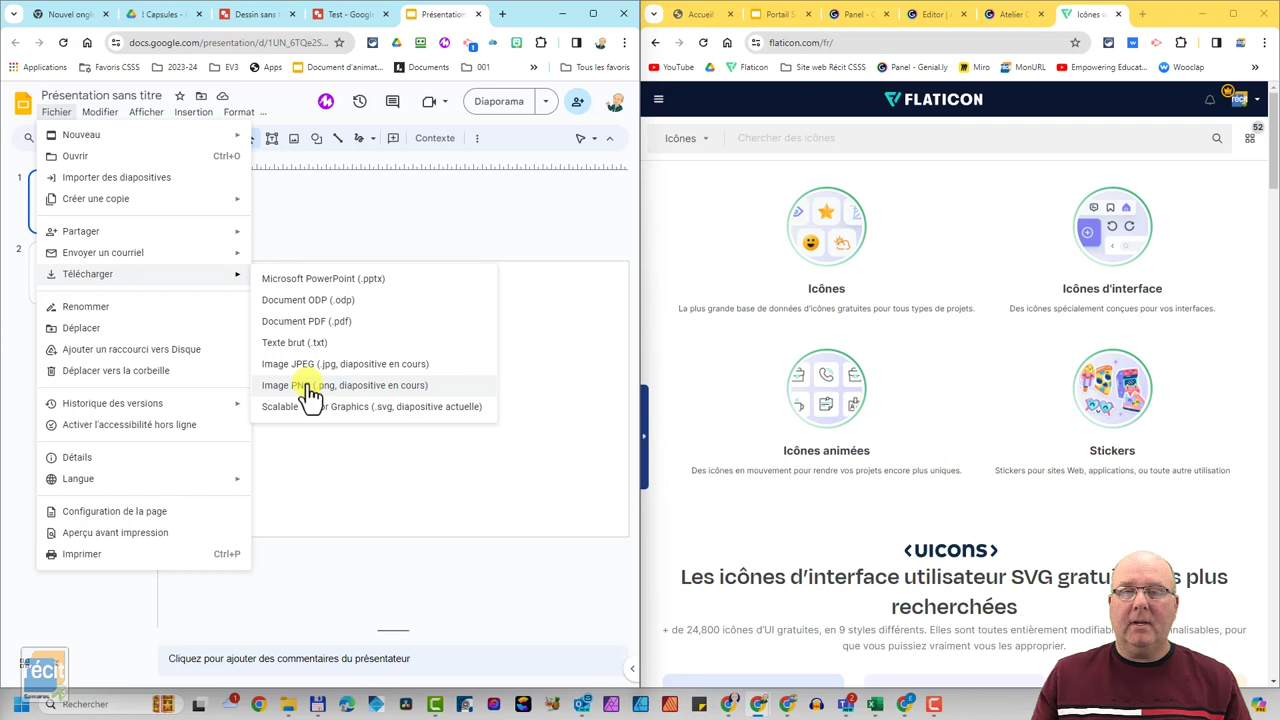 Nouvel ongle
Capsules - G
Dessin sans
Test - Googl
Présentation
docs.google.com/presentation/d/1UN_6TQe2S...
Applications
Favoris CSSS
2023-24
EV3
Apps
Document d'animat...
Documents
001
Tous les favoris
Présentation sans titre
Fichier
Modifier
Afficher
Insertion
Format
...
Diaporama
Contexte
Nouveau
Ouvrir Ctrl+O
Importer des diapositives
Créer une copie
Partager
Envoyer un courriel
Télécharger
Renommer
Déplacer
Ajouter un raccourci vers Disque
Déplacer vers la corbeille
Historique des versions
Activer l'accessibilité hors ligne
Détails
Langue
Configuration de la page
Aperçu avant impression
Imprimer Ctrl+P
Microsoft PowerPoint (.pptx)
Document ODP (.odp)
Document PDF (.pdf)
Texte brut (.txt)
Image JPEG (.jpg, diapositive en cours)
Image PN (.png, diapositive en cours)
Scalable r Graphics (.svg, diapositive actuelle)
1
2
Cliquez pour ajouter des commentaires du présentateur
récit
Rechercher
Accueil
Portail S
Panel - G
Editor | A
Atelier C
Icônes v
flaticon.com/fr/
YouTube
Flaticon
Site web Récit CSSS
Panel - Genial.ly
Miro
MonURL
Empowering Educat...
Wooclap
FLATICON
récit
Icônes
Chercher des icônes
52
Icônes
La plus grande base de données d'icônes gratuites pour tous types de projets.
Icônes d'interface
Des icônes spécialement conçues pour vos interfaces.
Icônes animées
Des icônes en mouvement pour rendre vos projets encore plus uniques.
Stickers
Stickers pour sites Web, applications, ou toute autre utilisation
<UICONS>
Les icônes d'interface utilisateur SVG gratu s plus
recherchées
+ de 24,800 icônes d'UI gratuites, en 9 styles différents. Elles sont toutes entièrement modifiab nnalisables, pour
que vous puissiez vraiment vous les approprier.